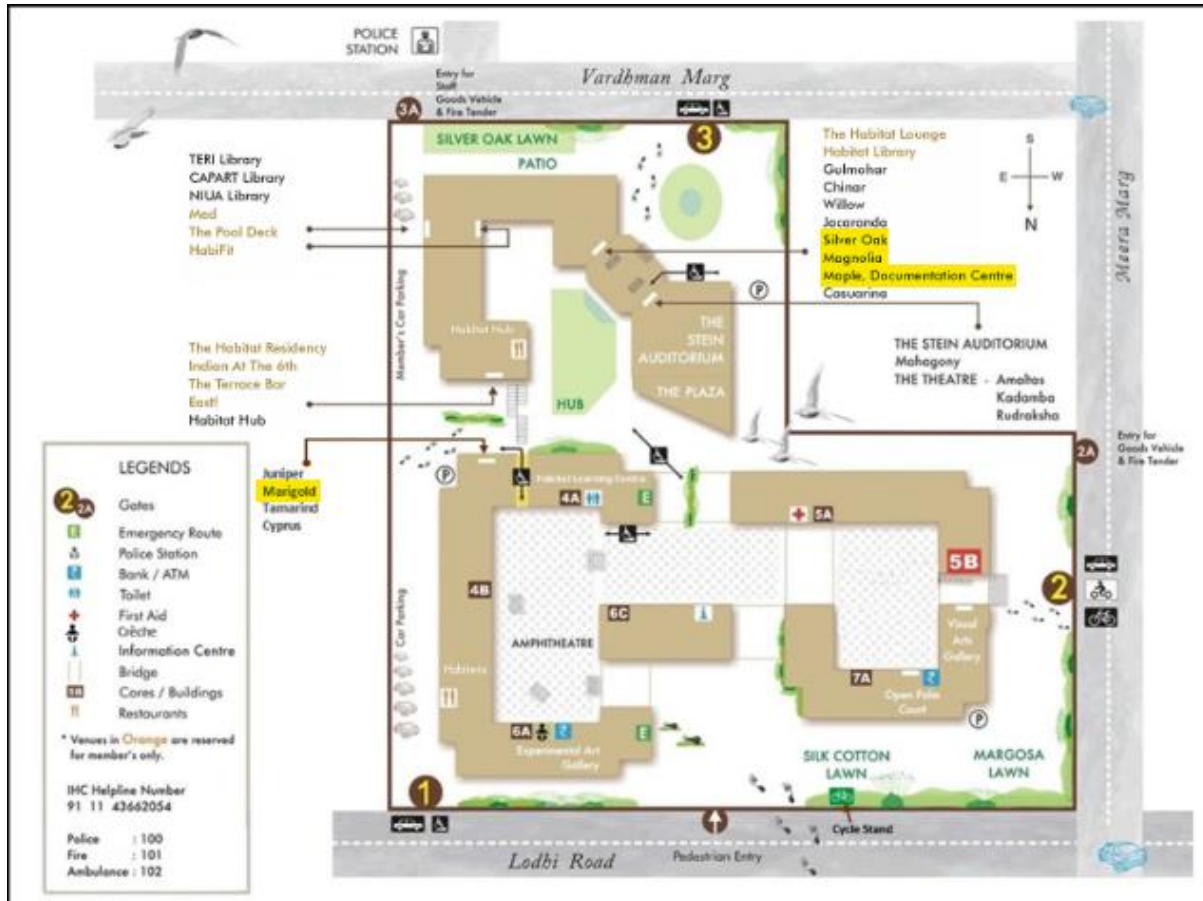 POLICE
STATION
Vardhman Marg
Entry for
Staff
Goods Vehicle
& Fire Tender
3A
3
SILVER OAK LAWN
PATIO
TERI Library
CAPART Library
NIUA Library
Med
The Pool Deck
HabiFit
The Habitat Lounge
Habitat Library
Gulmohar
Chinar
Willow
Jacaranda
Silver Oak
Magnolia
Maple, Documentation Centre
Casuarina
S
E W
N
Meera Marg
Member's Car Parking
Habitat Hub
P
THE
STEIN
AUDITORIUM
THE PLAZA
HUB
THE STEIN AUDITORIUM
Mahagony
THE THEATRE - Amaltas
Kadamba
Rudraksha
The Habitat Residency
Indian At The 6th
The Terrace Bar
East!
Habitat Hub
2A
Entry for
Goods Vehicle
& Fire Tender
Juniper
Marigold
Tamarind
Cyprus
P
Habitat Learning Centre
4A
E
5A
5B
2
4B
6C
AMPHITHEATRE
Car Parking
Visual
Arts
Gallery
7A
Open Palm
Court
P
6A
E
Experimental Art
Gallery
SILK COTTON
LAWN
MARGOSA
LAWN
1
Cycle Stand
Lodhi Road
Pedestrian Entry
LEGENDS
2 2A Gates
E Emergency Route
Police Station
Bank / ATM
Toilet
First Aid
Crèche
Information Centre
Bridge
Cores / Buildings
Restaurants
* Venues in Orange are reserved
for member's only.
IHC Helpline Number
91 11 43662054
Police : 100
Fire : 101
Ambulance : 102